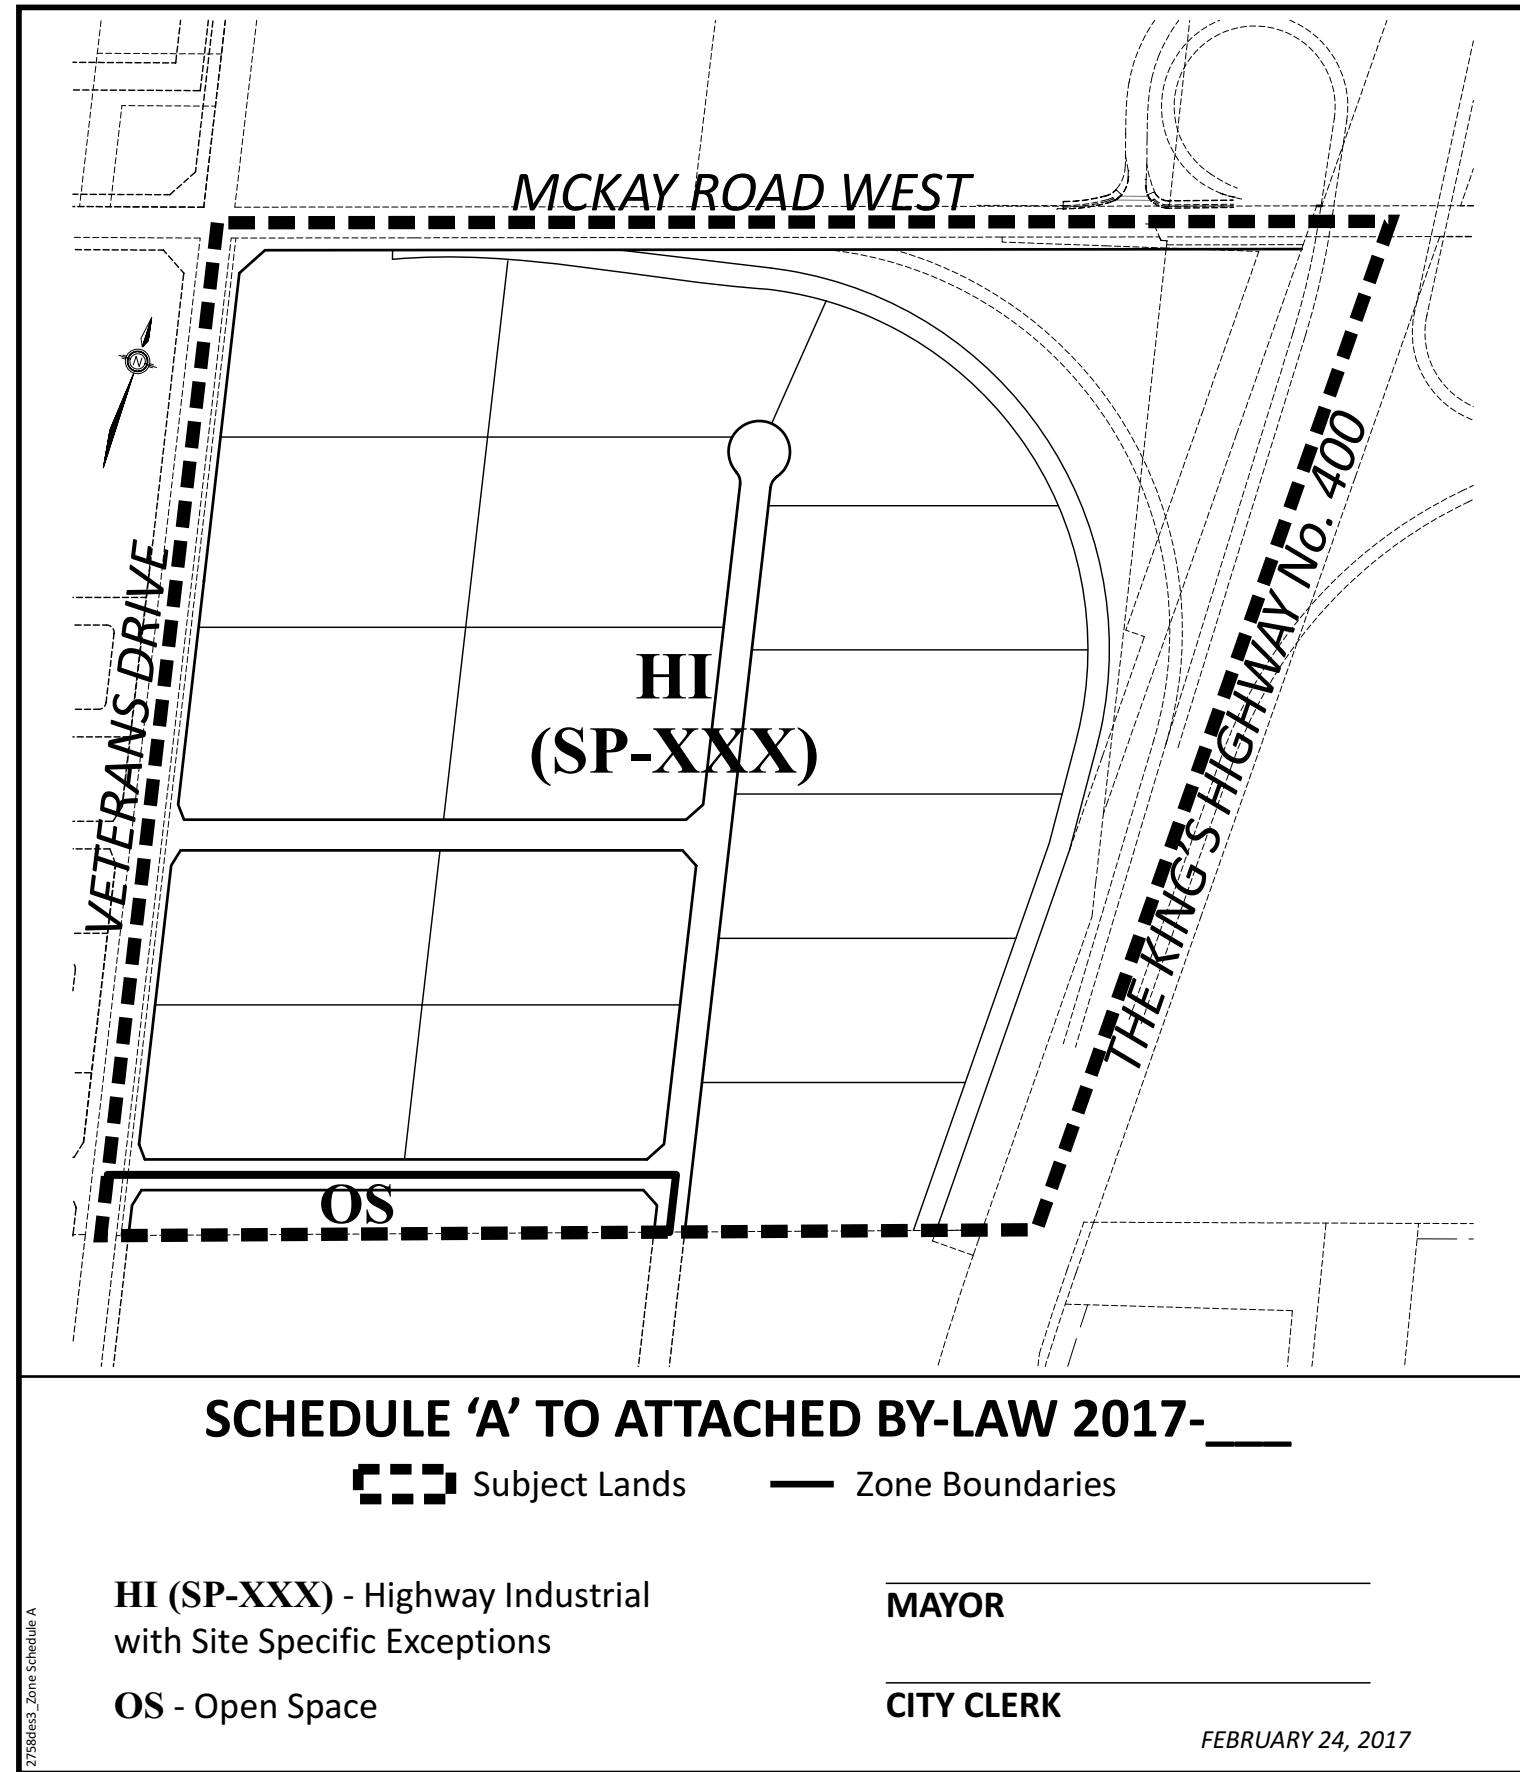 MCKAY ROAD WEST
N
VETERANS DRIVE
THE KING'S HIGHWAY No. 400
HI
(SP-XXX)
OS
SCHEDULE ‘A’ TO ATTACHED BY-LAW 2017-___
Subject Lands
Zone Boundaries
HI (SP-XXX) - Highway Industrial
with Site Specific Exceptions
OS - Open Space
MAYOR
CITY CLERK
FEBRUARY 24, 2017
2758des3_Zone Schedule A